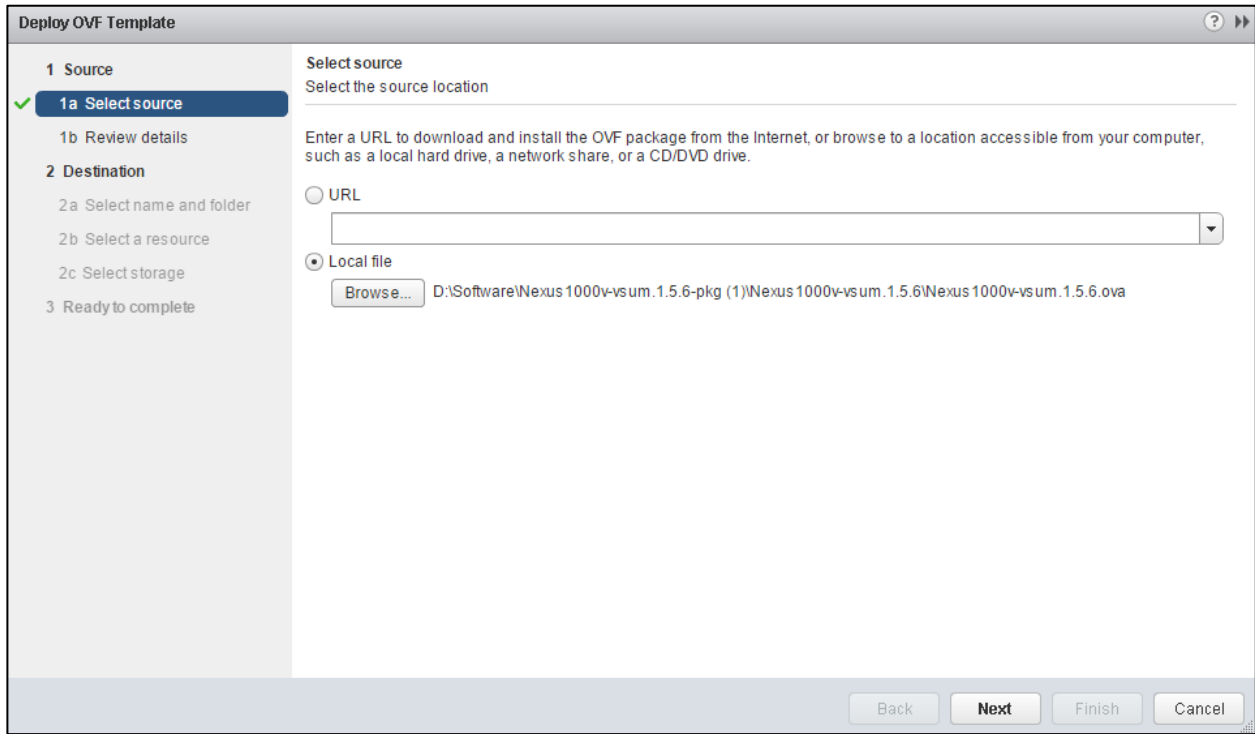 Deploy OVF Template
?
1 Source
1a Select source
1b Review details
2 Destination
2a Select name and folder
2b Select a resource
2c Select storage
3 Ready to complete
Select source
Select the source location
Enter a URL to download and install the OVF package from the Internet, or browse to a location accessible from your computer,
such as a local hard drive, a network share, or a CD/DVD drive.
URL
Local file
Browse... D:\Software\Nexus1000v-vsum.1.5.6-pkg (1)\Nexus1000v-vsum.1.5.6\Nexus1000v-vsum.1.5.6.ova
Back Next Finish Cancel